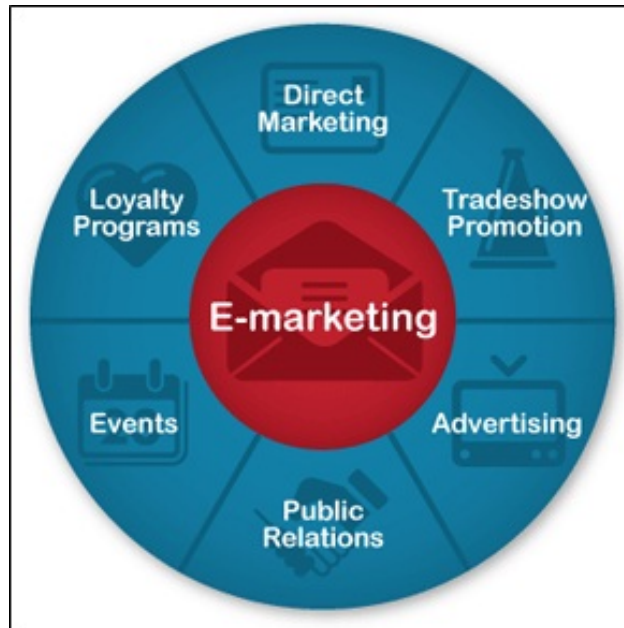 Direct
Marketing
Loyalty
Programs
Tradeshow
Promotion
E-marketing
Events
Advertising
Public
Relations